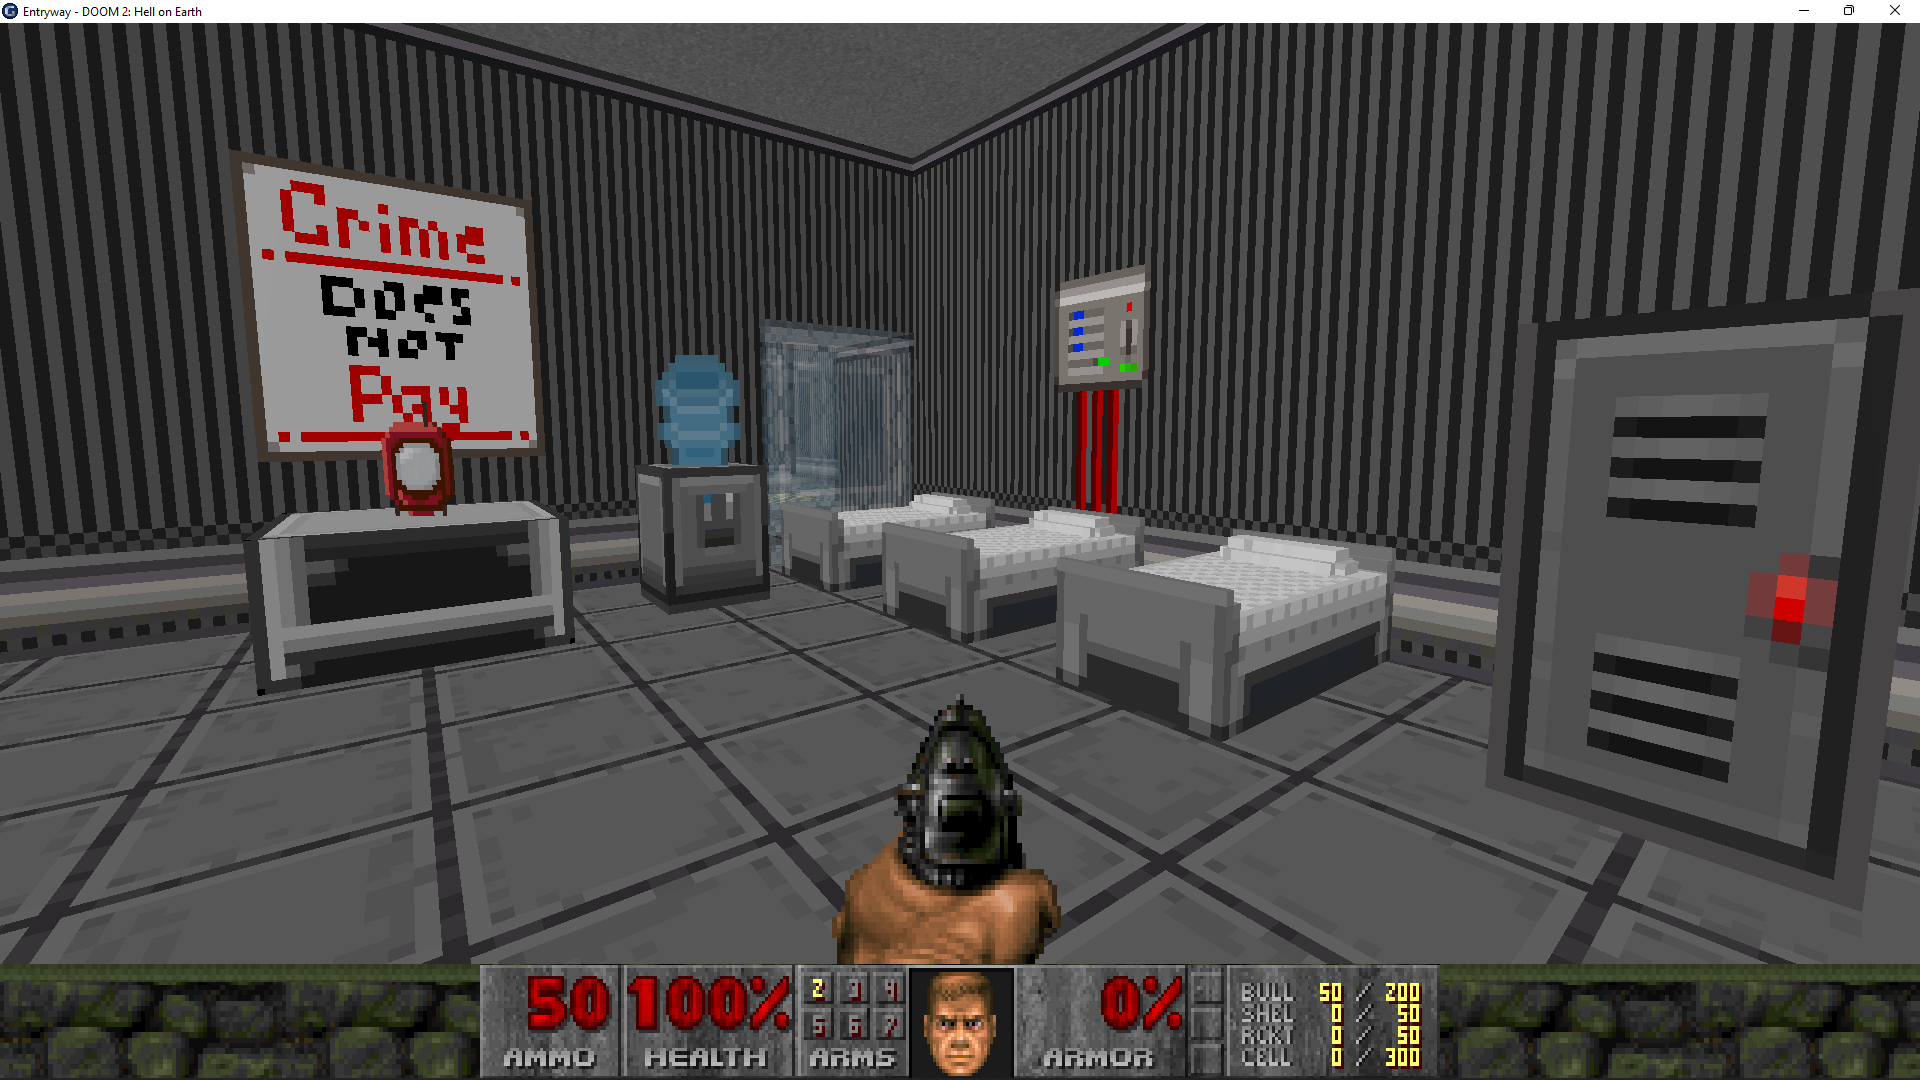 Entryway - DOOM 2: Hell on Earth
Crime
Does
Not
Pay
50 100% 2 3 4 0%
5 6 7
AMMO HEALTH ARMS ARMOR
BULL 50 / 200
SHEL 0 / 50
RCKT 0 / 50
CELL 0 / 300